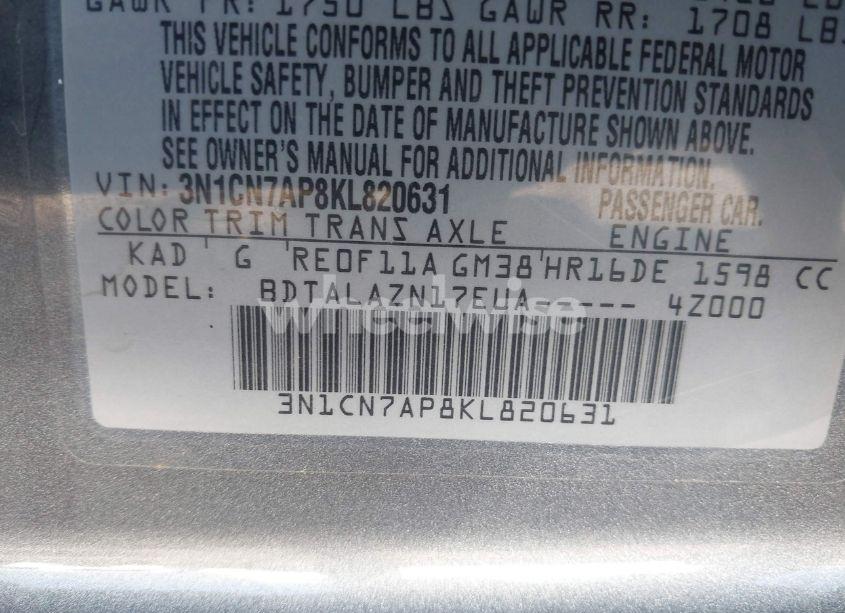 GAWR FR: 1750 LBS GAWR RR: 1708 LBS
THIS VEHICLE CONFORMS TO ALL APPLICABLE FEDERAL MOTOR
VEHICLE SAFETY, BUMPER AND THEFT PREVENTION STANDARDS
IN EFFECT ON THE DATE OF MANUFACTURE SHOWN ABOVE.
SEE OWNER'S MANUAL FOR ADDITIONAL INFORMATION.
VIN: 3N1CN7AP8KL820631 PASSENGER CAR.
COLOR TRIM TRANS AXLE ENGINE
KAD G RE0F11A GM38 HR16DE 1598 CC
MODEL: BDTALAZN17EUA ---- 4Z000
wheelwise
3N1CN7AP8KL820631